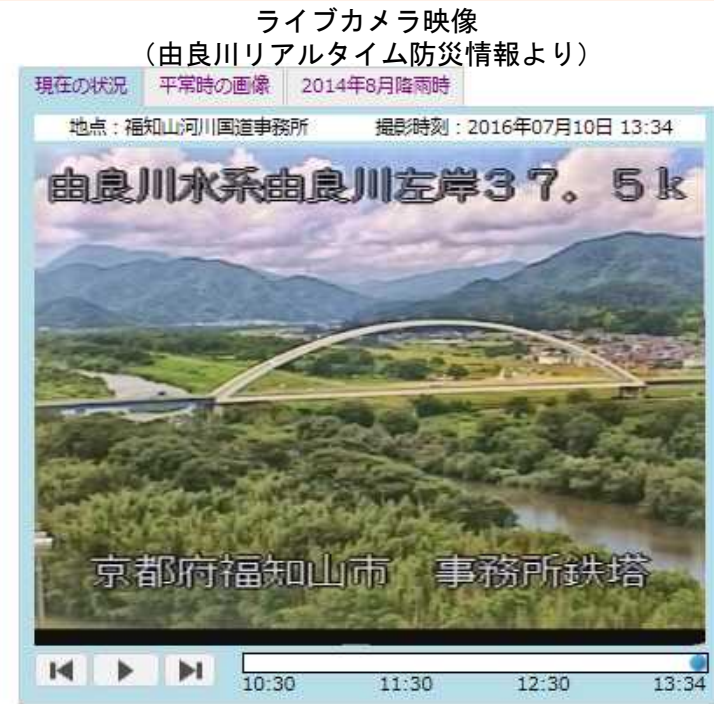 ライブカメラ映像
（由良川リアルタイム防災情報より）
現在の状況 平常時の画像 2014年8月降雨時
地点：福知山河川国道事務所 撮影時刻：2016年07月10日 13:34
由良川水系由良川左岸３７．５ｋ
京都府福知山市 事務所鉄塔
10:30 11:30 12:30 13:34